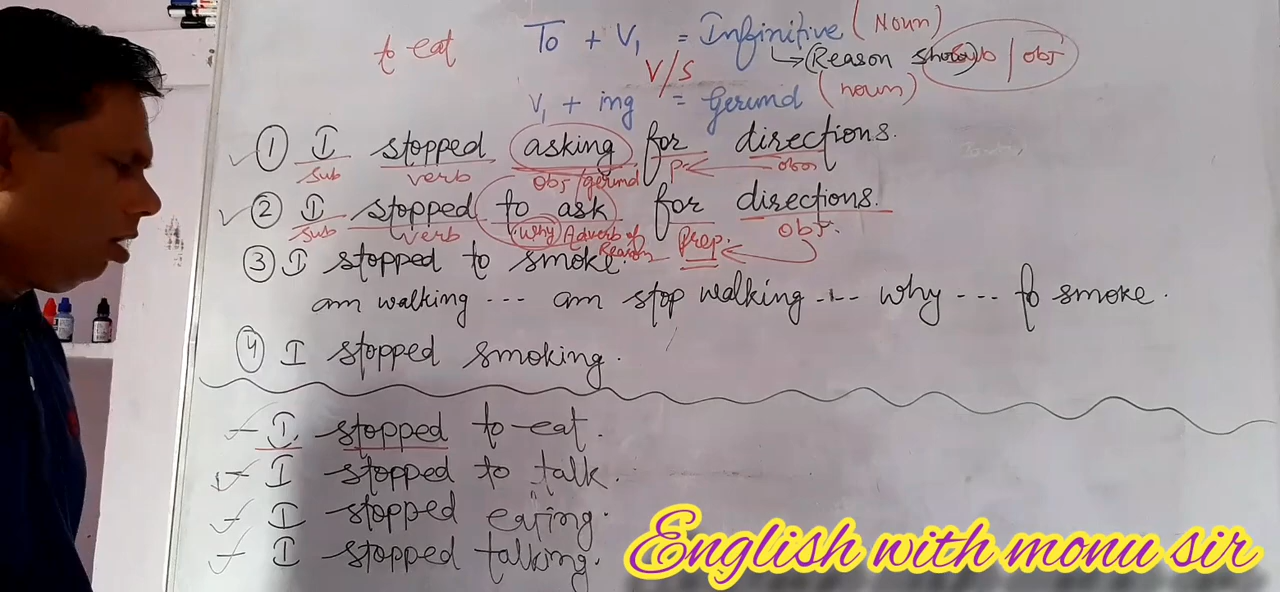 to eat To + V1 = Infinitive (Noun)
V/S ↳ (Reason show) / obj
V1 + ing = Gerund (noun)
① I stopped asking for directions.
sub verb obj/gerund P. ← obj
② I stopped to ask for directions.
sub verb (why) Adverb of Reason prep. obj.
③ I stopped to smoke.
am walking --- am stop walking --- why --- to smoke.
④ I stopped smoking.
I stopped to eat.
I stopped to talk.
I stopped eating.
I stopped talking.
English with monu sir